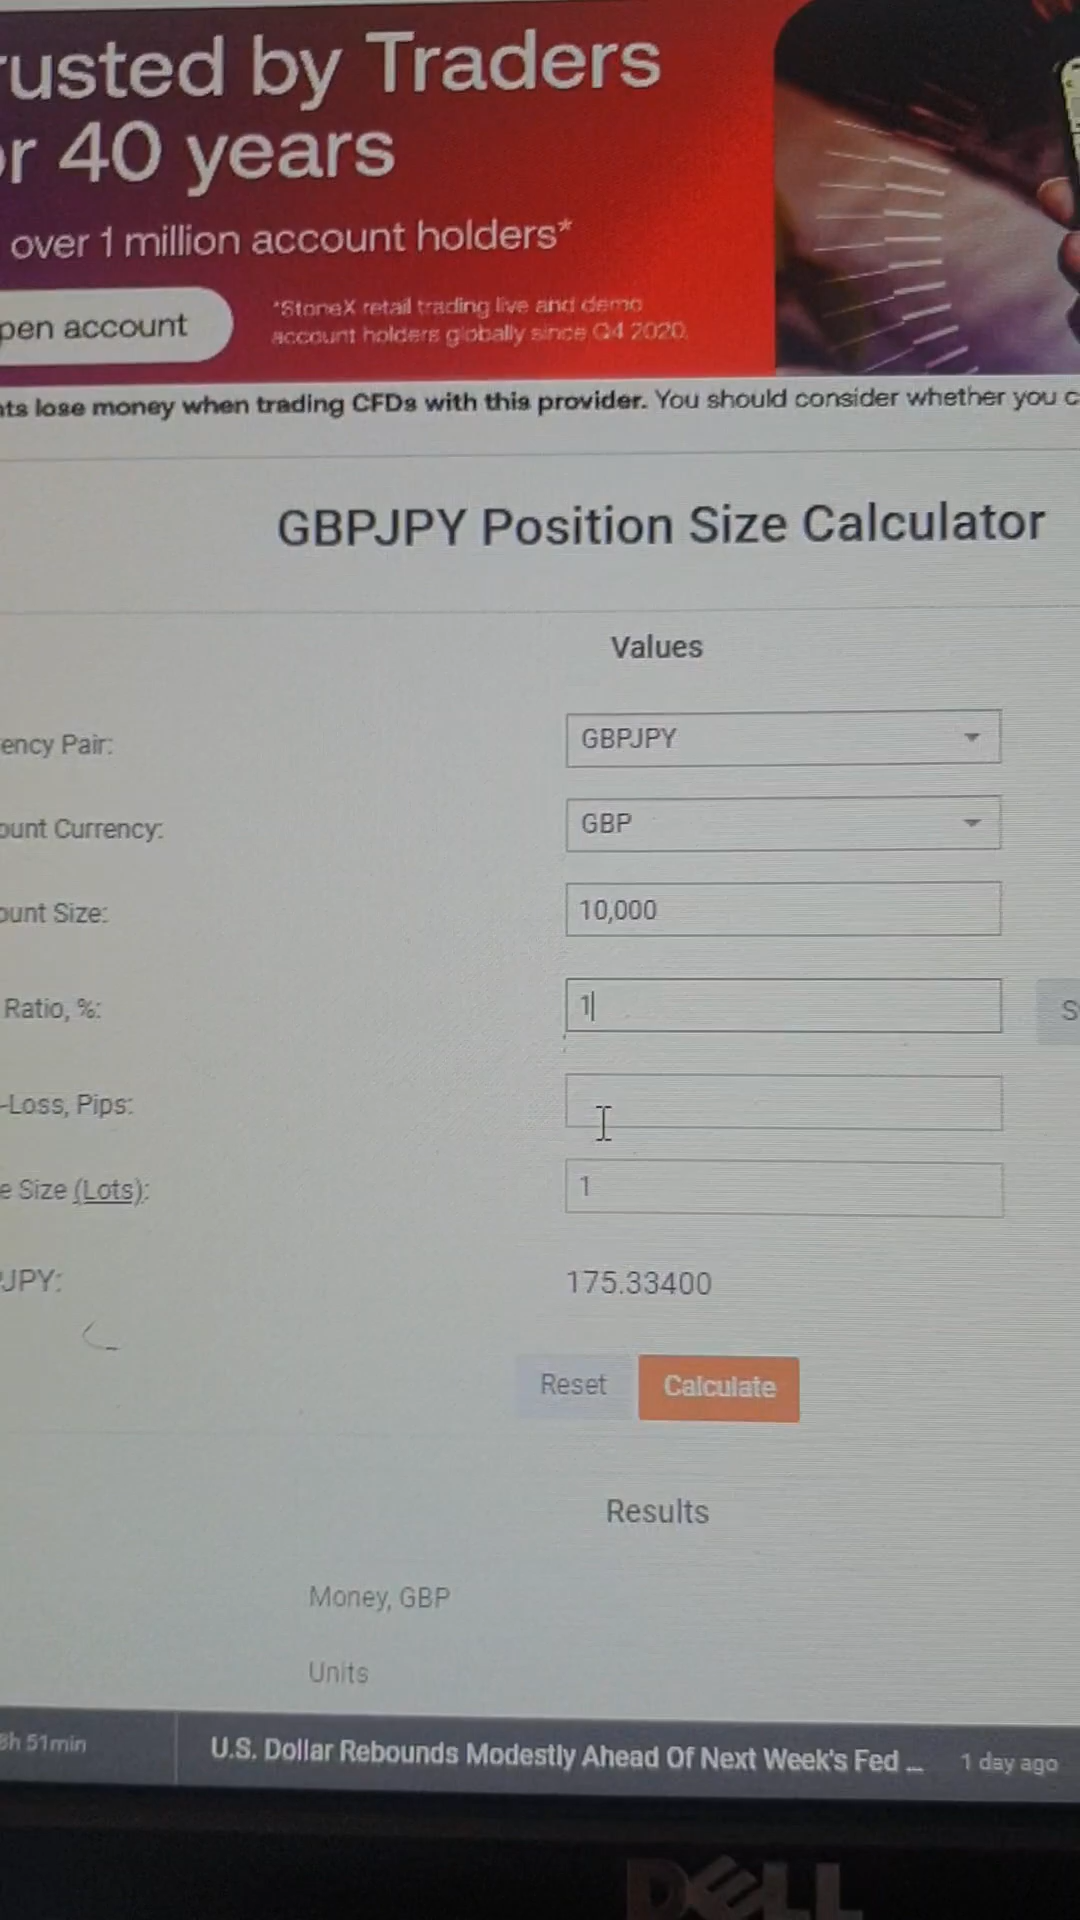 rusted by Traders
or 40 years
over 1 million account holders*
pen account
*StoneX retail trading live and demo
account holders globally since Q4 2020.
nts lose money when trading CFDs with this provider. You should consider whether you c
GBPJPY Position Size Calculator
Values
ency Pair: GBPJPY
ount Currency: GBP
ount Size: 10,000
Ratio, %: 1 S
-Loss, Pips:
e Size (Lots): 1
JPY: 175.33400
Reset Calculate
Results
Money, GBP
Units
8h 51min U.S. Dollar Rebounds Modestly Ahead Of Next Week's Fed ... 1 day ago
DELL